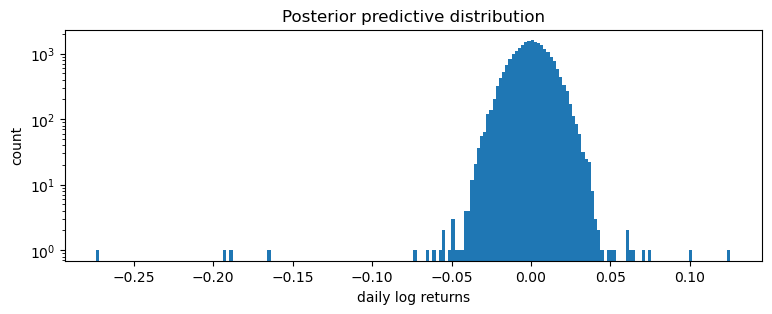 Posterior predictive distribution
count
10³
10²
10¹
10⁰
−0.25 −0.20 −0.15 −0.10 −0.05 0.00 0.05 0.10
daily log returns